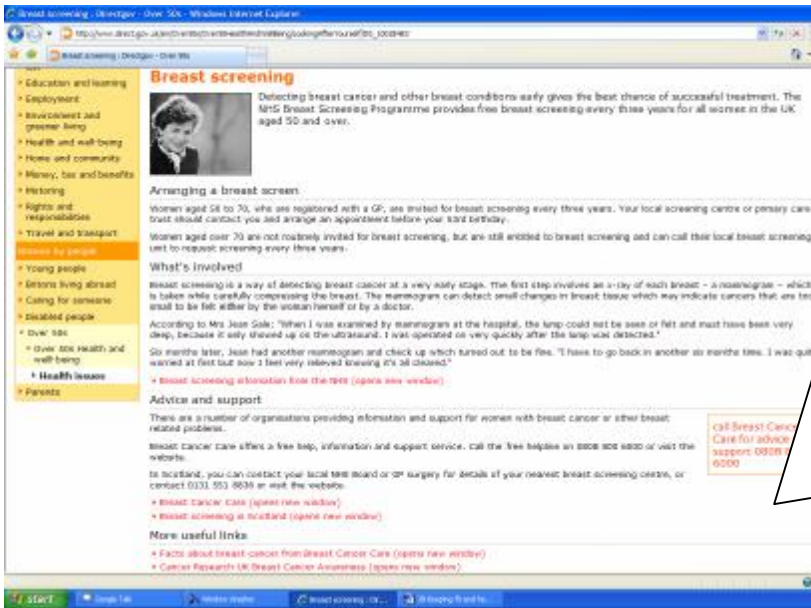 Breast screening : Directgov - Over 50s - Windows Internet Explorer
Breast screening : Directgov - Over 50s
Education and learning
Employment
Environment and
greener living
Health and well-being
Home and community
Money, tax and benefits
Motoring
Rights and
responsibilities
Travel and transport
Young people
Britons living abroad
Caring for someone
Disabled people
Over 50s
Over 50s Health and
well-being
Health issues
Parents
Breast screening
Detecting breast cancer and other breast conditions early gives the best chance of successful treatment. The
NHS Breast Screening Programme provides free breast screening every three years for all women in the UK
aged 50 and over.
Arranging a breast screen
Women aged 50 to 70, who are registered with a GP, are invited for breast screening every three years. Your local screening centre or primary care
trust should contact you and arrange an appointment before your 53rd birthday.
Women aged over 70 are not routinely invited for breast screening, but are still entitled to breast screening and can call their local breast screening
unit to request screening every three years.
What's involved
Breast screening is a way of detecting breast cancer at a very early stage. The first step involves an x-ray of each breast - a mammogram - which
is taken while carefully compressing the breast. The mammogram can detect small changes in breast tissue which may indicate cancers that are too
small to be felt either by the woman herself or by a doctor.
According to Mrs Jean Sale: "When I was examined by mammogram at the hospital, the lump could not be seen or felt and must have been very
deep, because it only showed up on the ultrasound. I was operated on very quickly after the lump was detected."
Six months later, Jean had another mammogram and check up which turned out to be fine. "I have to go back in another six months time. I was quit
worried at first but now I feel very relieved knowing it's all cleared."
Breast screening information from the NHS (opens new window)
Advice and support
There are a number of organisations providing information and support for women with breast cancer or other breast
related problems.
Breast Cancer Care offers a free help, information and support service. Call the free helpline on 0808 800 6000 or visit the
website.
In Scotland, you can contact your local NHS Board or GP surgery for details of your nearest breast screening centre, or
contact 0131 551 8836 or visit the website.
Breast Cancer Care (opens new window)
Breast screening in Scotland (opens new window)
call Breast Canc
Care for advice
support 0808 8
6000
More useful links
Facts about breast cancer from Breast Cancer Care (opens new window)
Cancer Research UK Breast Cancer Awareness (opens new window)
start
Google Talk
Breast screening : Di...